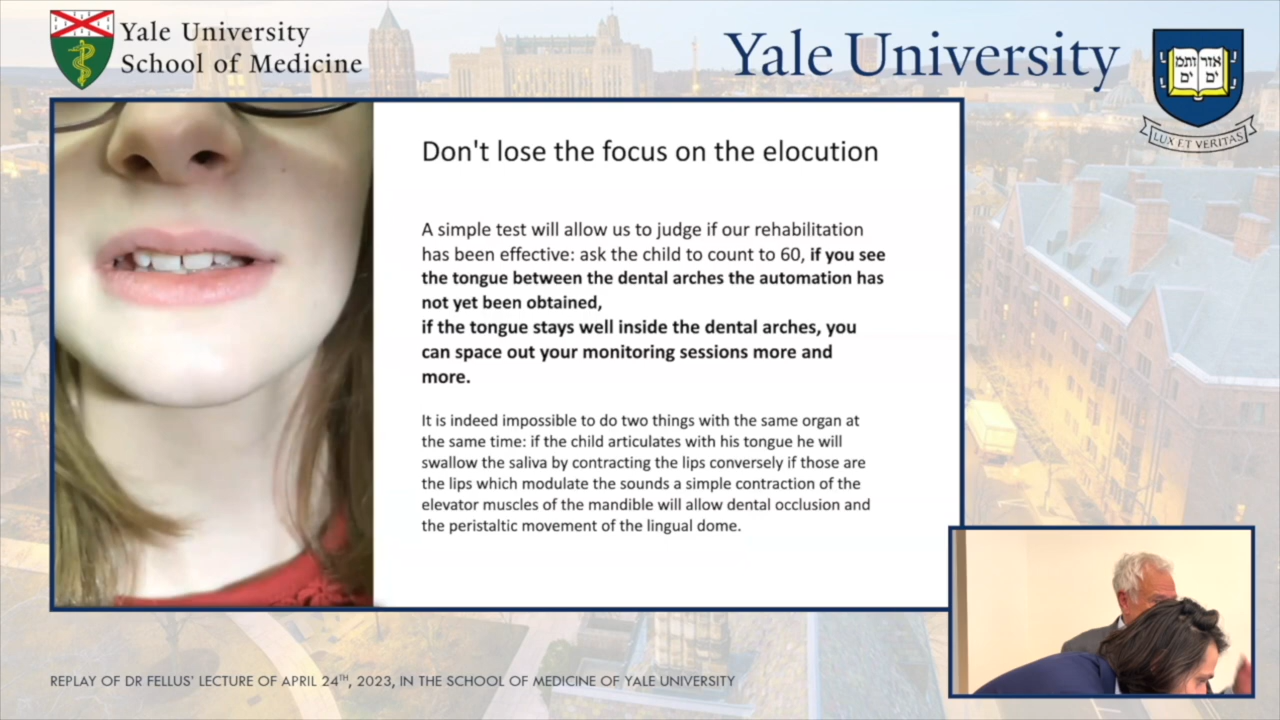 Yale University
School of Medicine
Yale University
אורים
ותמים
LUX ET VERITAS
Don't lose the focus on the elocution
A simple test will allow us to judge if our rehabilitation
has been effective: ask the child to count to 60, if you see
the tongue between the dental arches the automation has
not yet been obtained,
if the tongue stays well inside the dental arches, you
can space out your monitoring sessions more and
more.
It is indeed impossible to do two things with the same organ at
the same time: if the child articulates with his tongue he will
swallow the saliva by contracting the lips conversely if those are
the lips which modulate the sounds a simple contraction of the
elevator muscles of the mandible will allow dental occlusion and
the peristaltic movement of the lingual dome.
REPLAY OF DR FELLUS' LECTURE OF APRIL 24TH, 2023, IN THE SCHOOL OF MEDICINE OF YALE UNIVERSITY